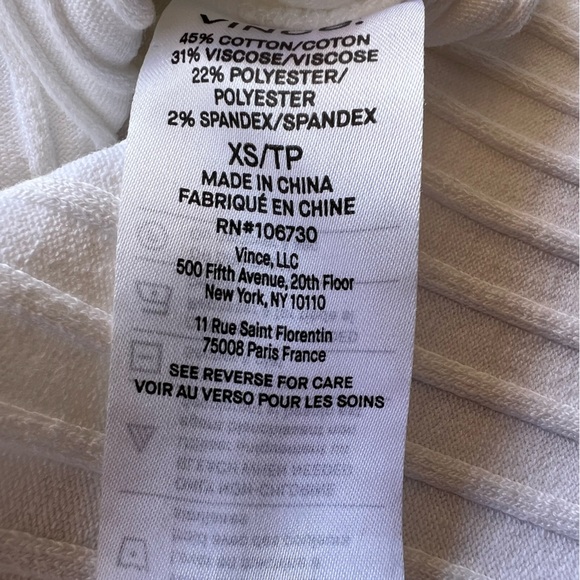 VINCE.
45% COTTON/COTON
31% VISCOSE/VISCOSE
22% POLYESTER/
POLYESTER
2% SPANDEX/SPANDEX
XS/TP
MADE IN CHINA
FABRIQUÉ EN CHINE
RN#106730
Vince, LLC
500 Fifth Avenue, 20th Floor
New York, NY 10110
11 Rue Saint Florentin
75008 Paris France
SEE REVERSE FOR CARE
VOIR AU VERSO POUR LES SOINS